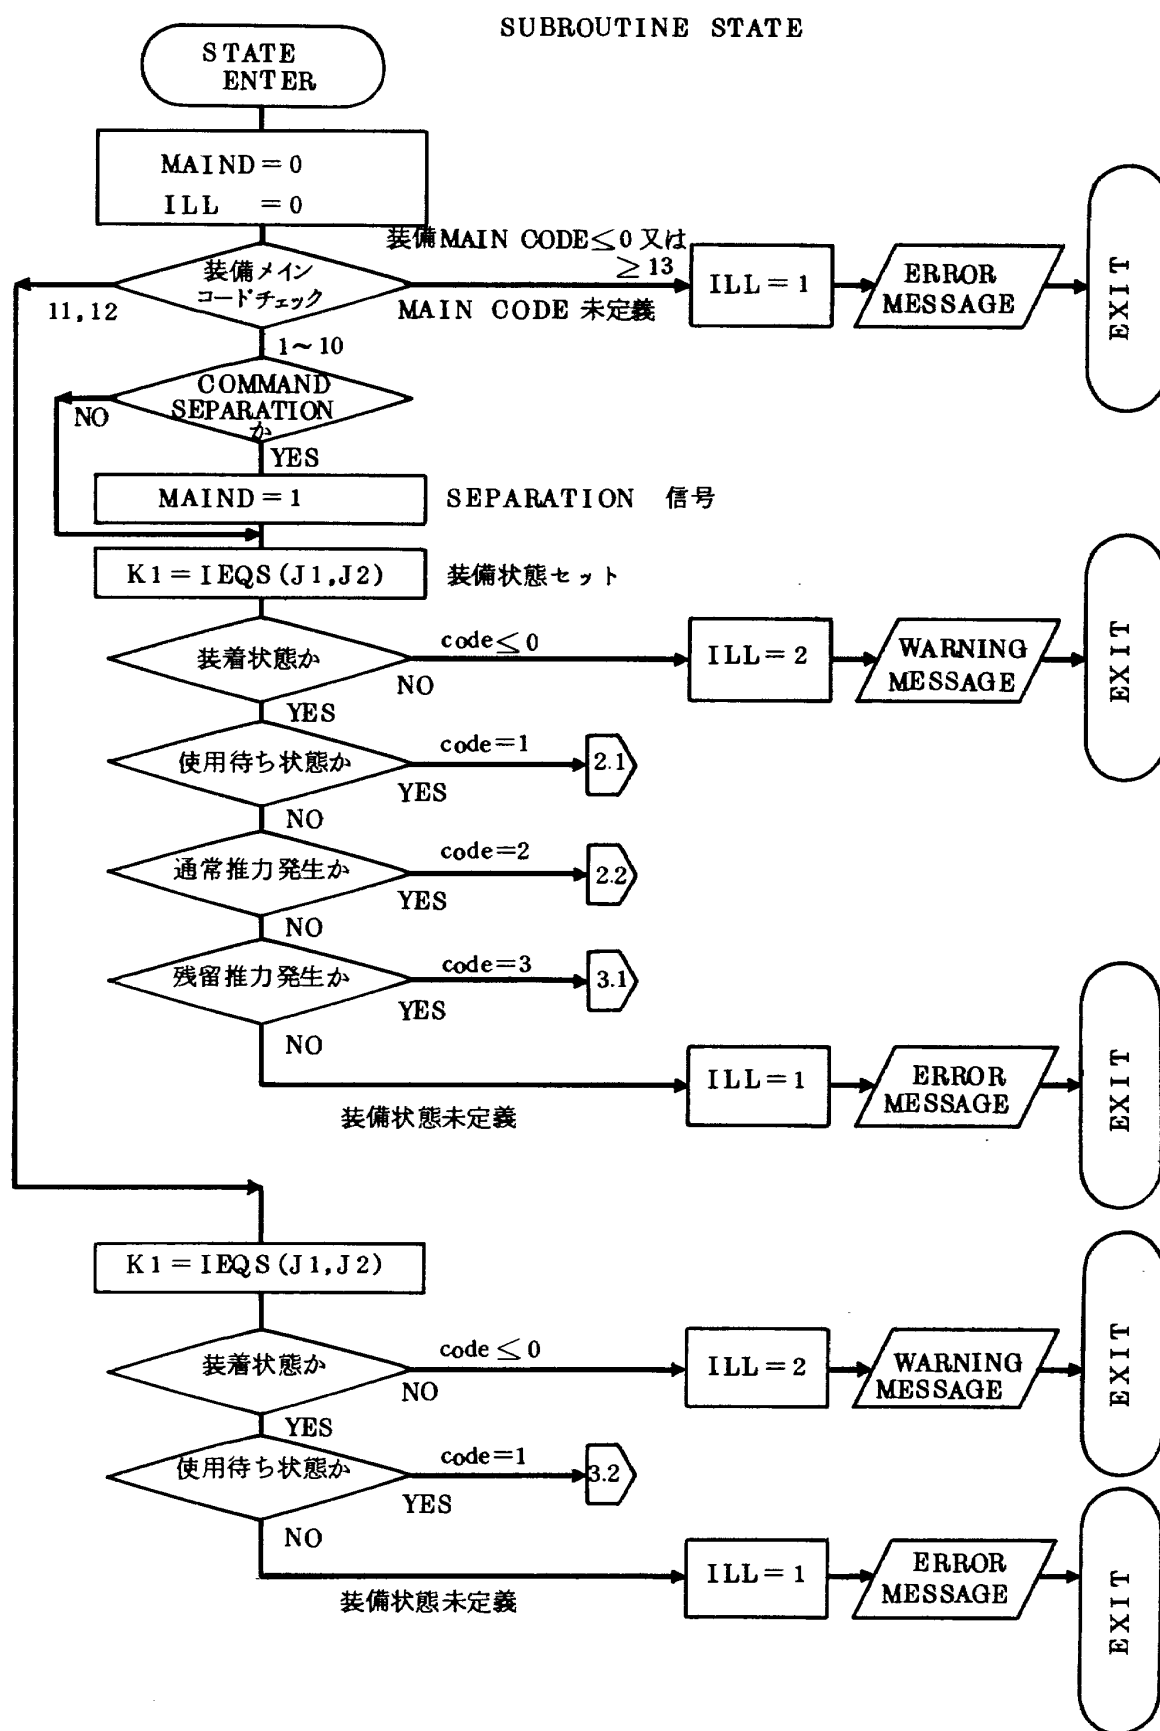 SUBROUTINE STATE
STATE
ENTER
MAIND=0
ILL =0
装備メイン
コードチェック
装備MAIN CODE≤0又は
≥13
MAIN CODE 未定義
ILL=1
ERROR
MESSAGE
EXIT
11,12
1~10
COMMAND
SEPARATION
か
NO
YES
MAIND=1
SEPARATION 信号
K1=IEQS(J1,J2)
装備状態セット
装着状態か
code≤0
NO
ILL=2
WARNING
MESSAGE
EXIT
YES
使用待ち状態か
code=1
YES
2.1
NO
通常推力発生か
code=2
YES
2.2
NO
残留推力発生か
code=3
YES
3.1
NO
装備状態未定義
ILL=1
ERROR
MESSAGE
EXIT
K1=IEQS(J1,J2)
装着状態か
code≤0
NO
ILL=2
WARNING
MESSAGE
EXIT
YES
使用待ち状態か
code=1
YES
3.2
NO
装備状態未定義
ILL=1
ERROR
MESSAGE
EXIT